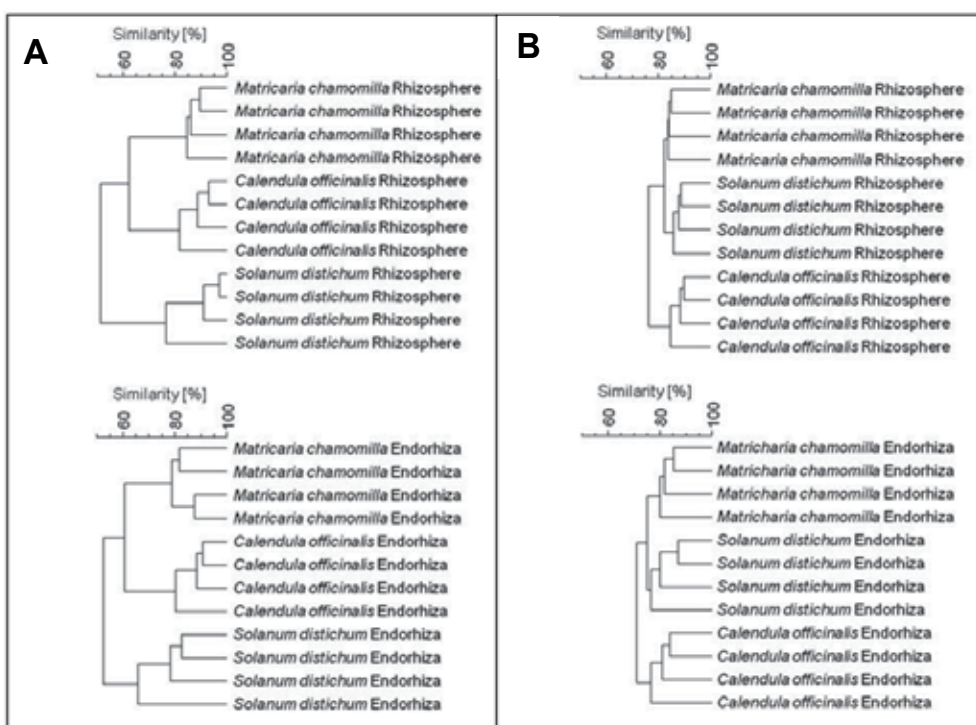 A
Similarity [%]
60 80 100
Matricaria chamomilla Rhizosphere
Matricaria chamomilla Rhizosphere
Matricaria chamomilla Rhizosphere
Matricaria chamomilla Rhizosphere
Calendula officinalis Rhizosphere
Calendula officinalis Rhizosphere
Calendula officinalis Rhizosphere
Calendula officinalis Rhizosphere
Solanum distichum Rhizosphere
Solanum distichum Rhizosphere
Solanum distichum Rhizosphere
Solanum distichum Rhizosphere
Similarity [%]
60 80 100
Matricaria chamomilla Endorhiza
Matricaria chamomilla Endorhiza
Matricaria chamomilla Endorhiza
Matricaria chamomilla Endorhiza
Calendula officinalis Endorhiza
Calendula officinalis Endorhiza
Calendula officinalis Endorhiza
Calendula officinalis Endorhiza
Solanum distichum Endorhiza
Solanum distichum Endorhiza
Solanum distichum Endorhiza
Solanum distichum Endorhiza
B
Similarity [%]
60 80 100
Matricaria chamomilla Rhizosphere
Matricaria chamomilla Rhizosphere
Matricaria chamomilla Rhizosphere
Matricaria chamomilla Rhizosphere
Solanum distichum Rhizosphere
Solanum distichum Rhizosphere
Solanum distichum Rhizosphere
Solanum distichum Rhizosphere
Calendula officinalis Rhizosphere
Calendula officinalis Rhizosphere
Calendula officinalis Rhizosphere
Calendula officinalis Rhizosphere
Similarity [%]
60 80 100
Matricharia chamomilla Endorhiza
Matricharia chamomilla Endorhiza
Matricharia chamomilla Endorhiza
Matricharia chamomilla Endorhiza
Solanum distichum Endorhiza
Solanum distichum Endorhiza
Solanum distichum Endorhiza
Solanum distichum Endorhiza
Calendula officinalis Endorhiza
Calendula officinalis Endorhiza
Calendula officinalis Endorhiza
Calendula officinalis Endorhiza